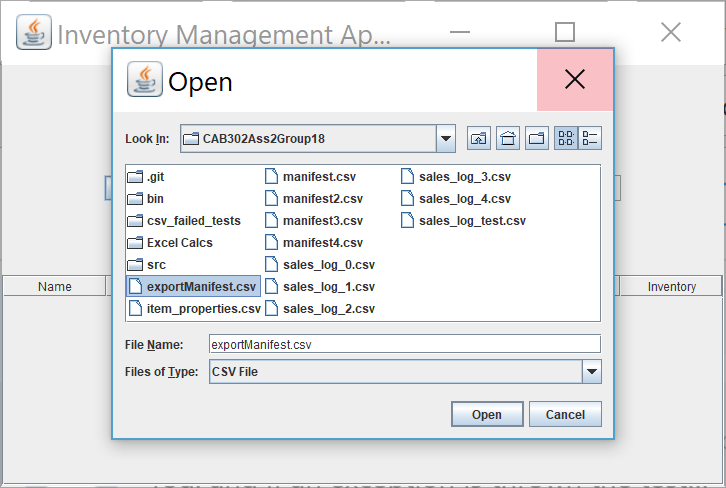 Inventory Management Ap...
Open
Look In: CAB302Ass2Group18
.git manifest.csv sales_log_3.csv
bin manifest2.csv sales_log_4.csv
csv_failed_tests manifest3.csv sales_log_test.csv
Excel Calcs manifest4.csv
src sales_log_0.csv
exportManifest.csv sales_log_1.csv
item_properties.csv sales_log_2.csv
Name Inventory
File Name: exportManifest.csv
Files of Type: CSV File
Open Cancel